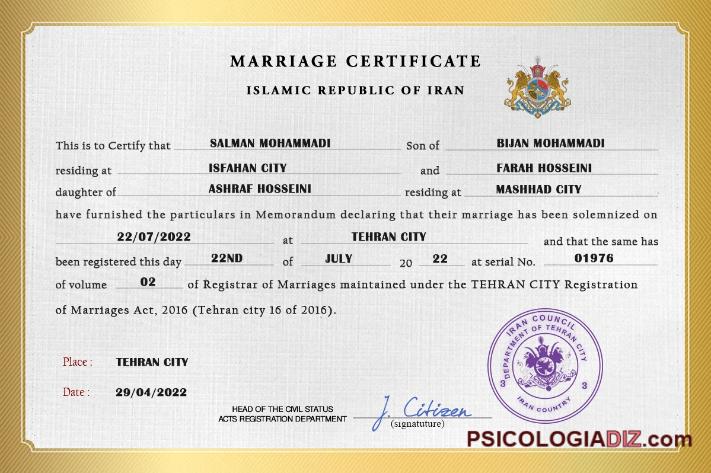 MARRIAGE CERTIFICATE
ISLAMIC REPUBLIC OF IRAN
This is to Certify that SALMAN MOHAMMADI Son of BIJAN MOHAMMADI
residing at ISFAHAN CITY and FARAH HOSSEINI
daughter of ASHRAF HOSSEINI residing at MASHHAD CITY
have furnished the particulars in Memorandum declaring that their marriage has been solemnized on
22/07/2022 at TEHRAN CITY and that the same has
been registered this day 22ND of JULY 20 22 at serial No. 01976
of volume 02 of Registrar of Marriages maintained under the TEHRAN CITY Registration
of Marriages Act, 2016 (Tehran city 16 of 2016).
IRAN COUNCIL
DEPARTMENT OF TEHRAN CITY
3 3
IRAN COUNTRY
Place : TEHRAN CITY
Date : 29/04/2022
HEAD OF THE CIVIL STATUS
ACTS REGISTRATION DEPARTMENT
J. Citizen
(signatuture)
PSICOLOGIADIZ.com